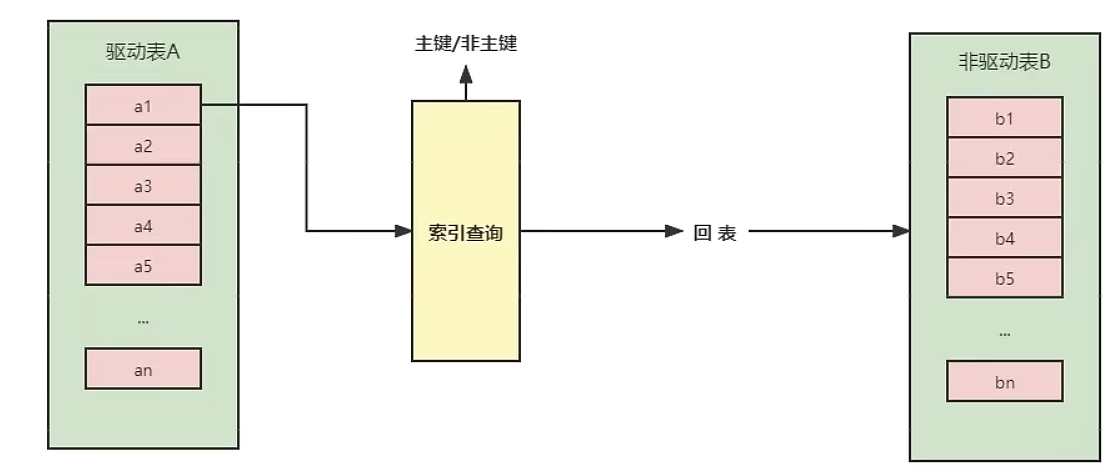 驱动表A
a1
a2
a3
a4
a5
...
an
主键/非主键
索引查询
回 表
非驱动表B
b1
b2
b3
b4
b5
...
bn